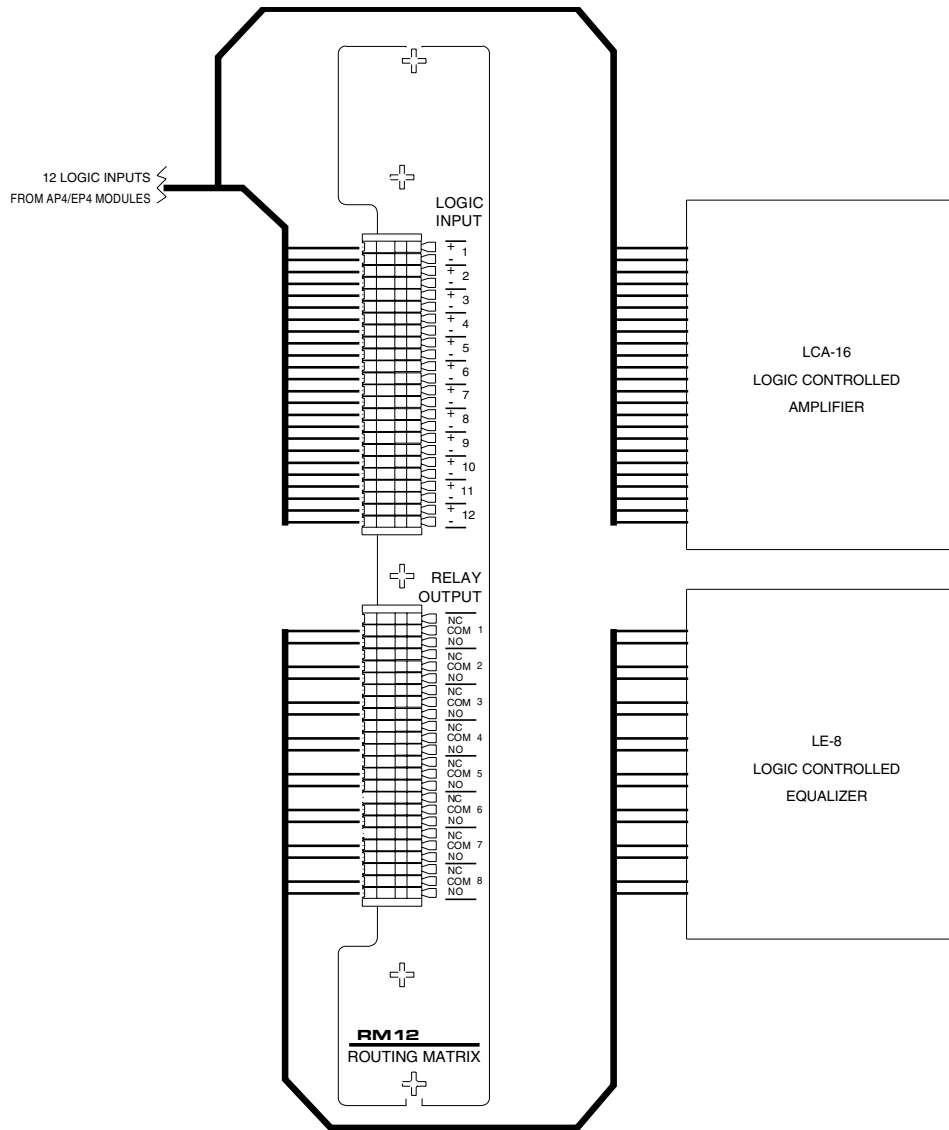 12 LOGIC INPUTS
FROM AP4/EP4 MODULES
LOGIC
INPUT
+
1
-
+
2
-
+
3
-
+
4
-
+
5
-
+
6
-
+
7
-
+
8
-
+
9
-
+
10
-
+
11
-
+
12
-
LCA-16
LOGIC CONTROLLED
AMPLIFIER
RELAY
OUTPUT
NC
COM 1
NO
NC
COM 2
NO
NC
COM 3
NO
NC
COM 4
NO
NC
COM 5
NO
NC
COM 6
NO
NC
COM 7
NO
NC
COM 8
NO
LE-8
LOGIC CONTROLLED
EQUALIZER
RM12
ROUTING MATRIX